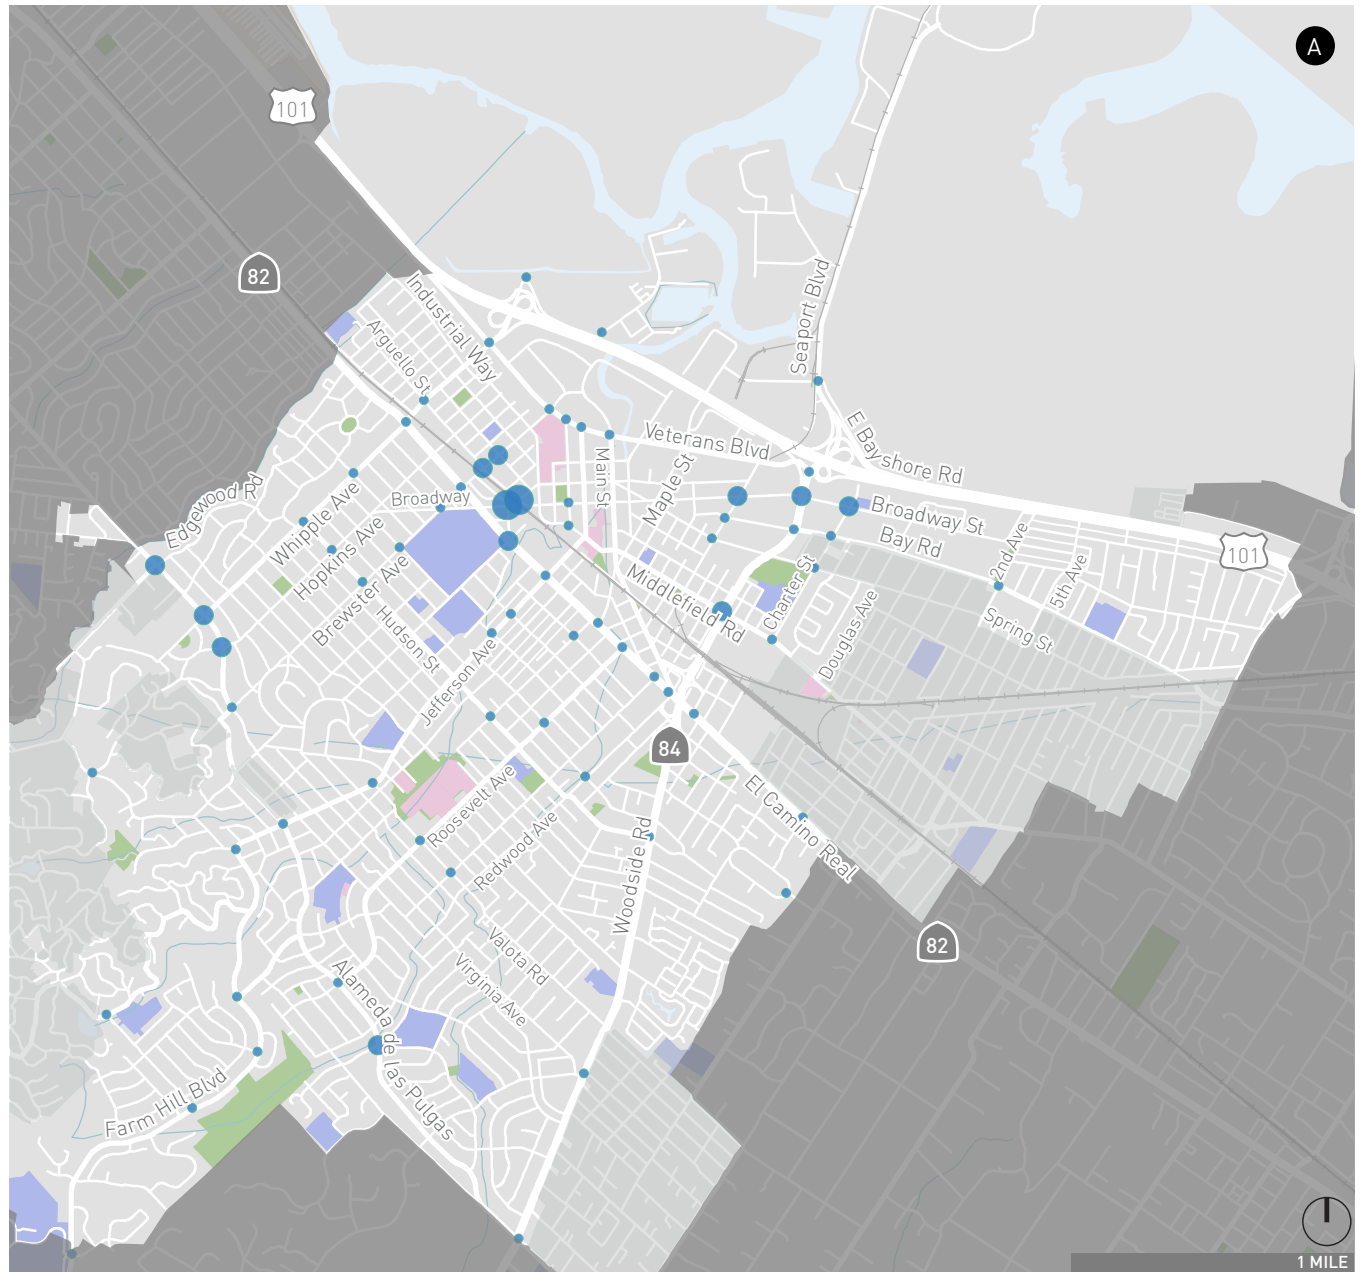 A
101
82
Industrial Way
Arguello St
Seaport Blvd
E Bayshore Rd
Veterans Blvd
Main St
Maple St
Broadway
Broadway St
Bay Rd
2nd Ave
5th Ave
101
Edgewood Rd
Whipple Ave
Hopkins Ave
Brewster Ave
Hudson St
Jefferson Ave
Middlefield Rd
Charter St
Douglas Ave
Spring St
84
El Camino Real
Roosevelt Ave
Redwood Ave
Woodside Rd
82
Valota Rd
Virginia Ave
Alameda de las Pulgas
Farm Hill Blvd
1 MILE